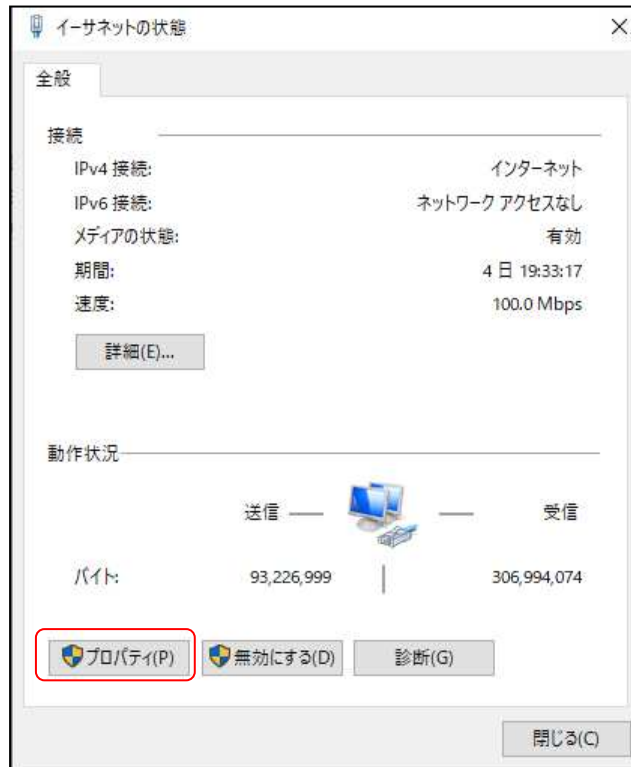 イーサネットの状態
全般
接続
IPv4 接続: インターネット
IPv6 接続: ネットワーク アクセスなし
メディアの状態: 有効
期間: 4 日 19:33:17
速度: 100.0 Mbps
詳細(E)...
動作状況
送信 受信
バイト: 93,226,999 306,994,074
プロパティ(P) 無効にする(D) 診断(G)
閉じる(C)